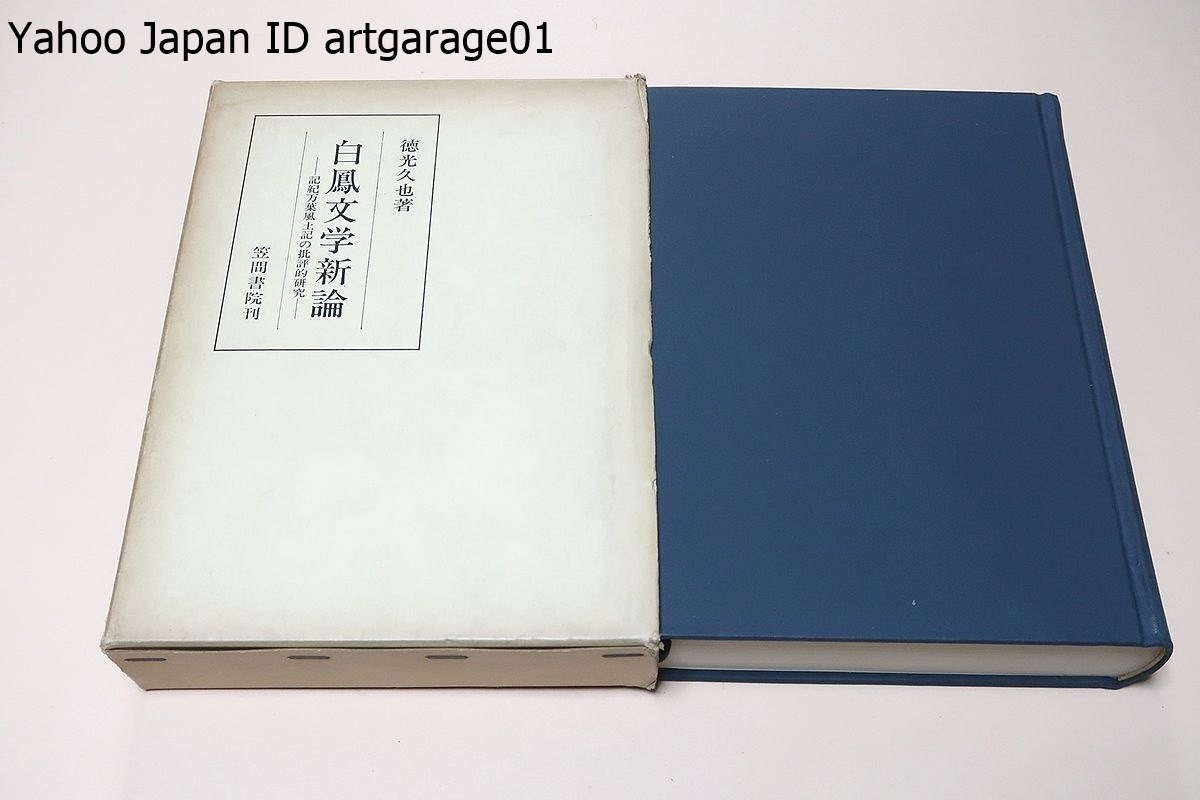 Yahoo Japan ID artgarage01
徳光久也著
白鳳文学新論
―記紀万葉風土記の批評的研究―
笠間書院刊